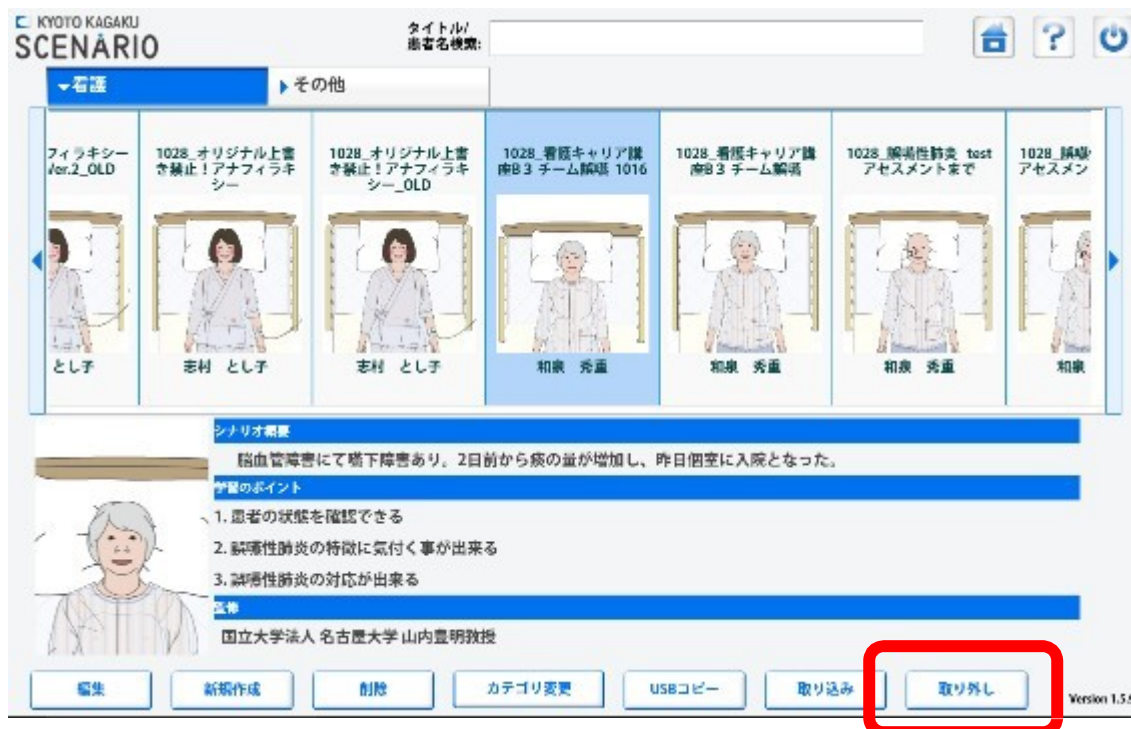 KYOTO KAGAKU
SCENARIO
タイトル/
患者名検索:
?
看護
その他
フィラキシー
Ver.2_OLD
とし子
1028_オリジナル上書
き禁止!アナフィラキ
シー
志村 とし子
1028_オリジナル上書
き禁止!アナフィラキ
シー_OLD
志村 とし子
1028_看護キャリア講
座B3 チーム誤嚥 1016
和泉 秀重
1028_看護キャリア講
座B3 チーム誤嚥
和泉 秀重
1028_誤嚥性肺炎 test
アセスメントまで
和泉 秀重
1028_誤嚥
アセスメン
和泉
シナリオ概要
脳血管障害にて嚥下障害あり。2日前から痰の量が増加し、昨日個室に入院となった。
学習のポイント
1. 患者の状態を確認できる
2. 誤嚥性肺炎の特徴に気付く事が出来る
3. 誤嚥性肺炎の対応が出来る
監修
国立大学法人 名古屋大学 山内豊明教授
編集
新規作成
削除
カテゴリ変更
USBコピー
取り込み
取り外し
Version 1.5.